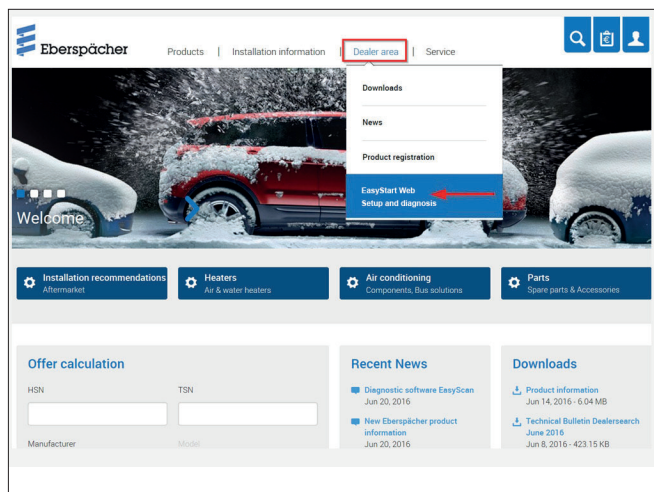 Eberspächer
Products | Installation information | Dealer area | Service
Downloads
News
Product registration
EasyStart Web
Setup and diagnosis
Welcome
Installation recommendations
Aftermarket
Heaters
Air & water heaters
Air conditioning
Components, Bus solutions
Parts
Spare parts & Accessories
Offer calculation
HSN
TSN
Manufacturer
Model
Recent News
Diagnostic software EasyScan
Jun 20, 2016
New Eberspächer product
information
Jun 20, 2016
Downloads
Product information
Jun 14, 2016 - 6.04 MB
Technical Bulletin Dealersearch
June 2016
Jun 8, 2016 - 423.15 KB